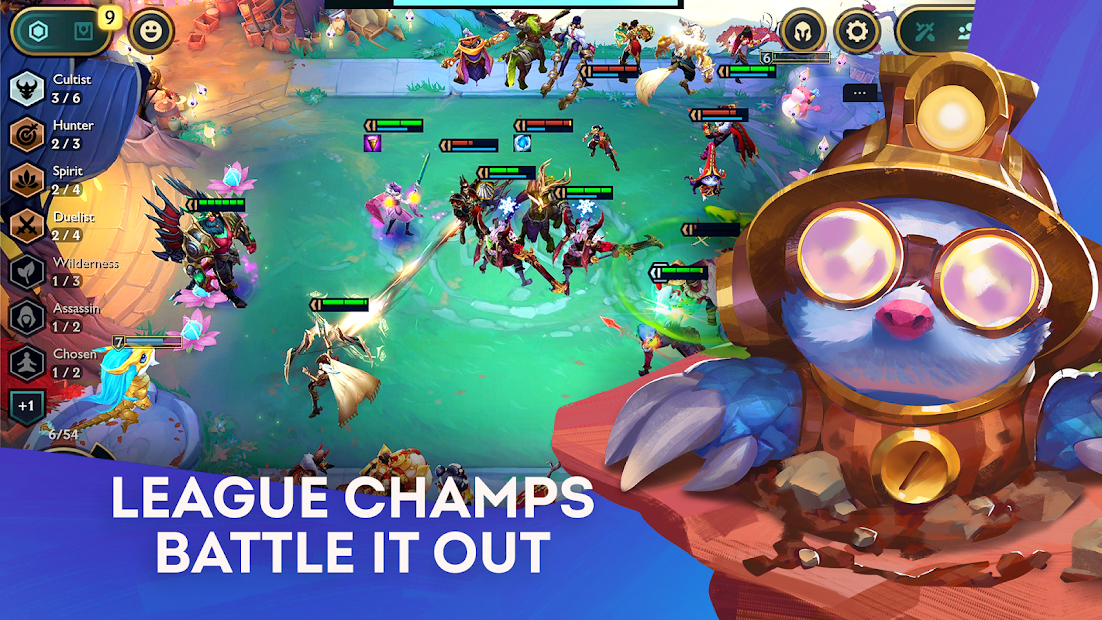 9
6
Cultist
3 / 6
Hunter
2 / 3
Spirit
2 / 4
Duelist
2 / 4
Wilderness
1 / 3
Assassin
1 / 2
7
Chosen
1 / 2
+1
6/54
LEAGUE CHAMPS
BATTLE IT OUT